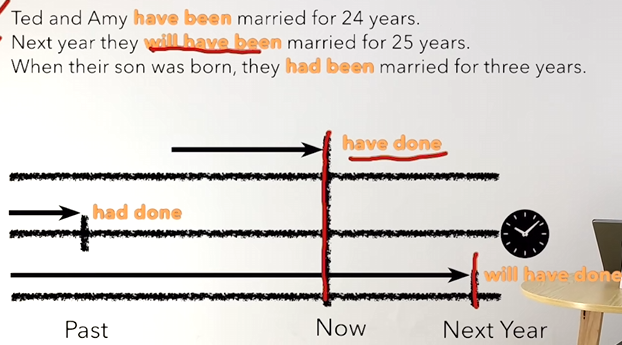 Ted and Amy have been married for 24 years.
Next year they will have been married for 25 years.
When their son was born, they had been married for three years.
have done
had done
will have done
Past Now Next Year